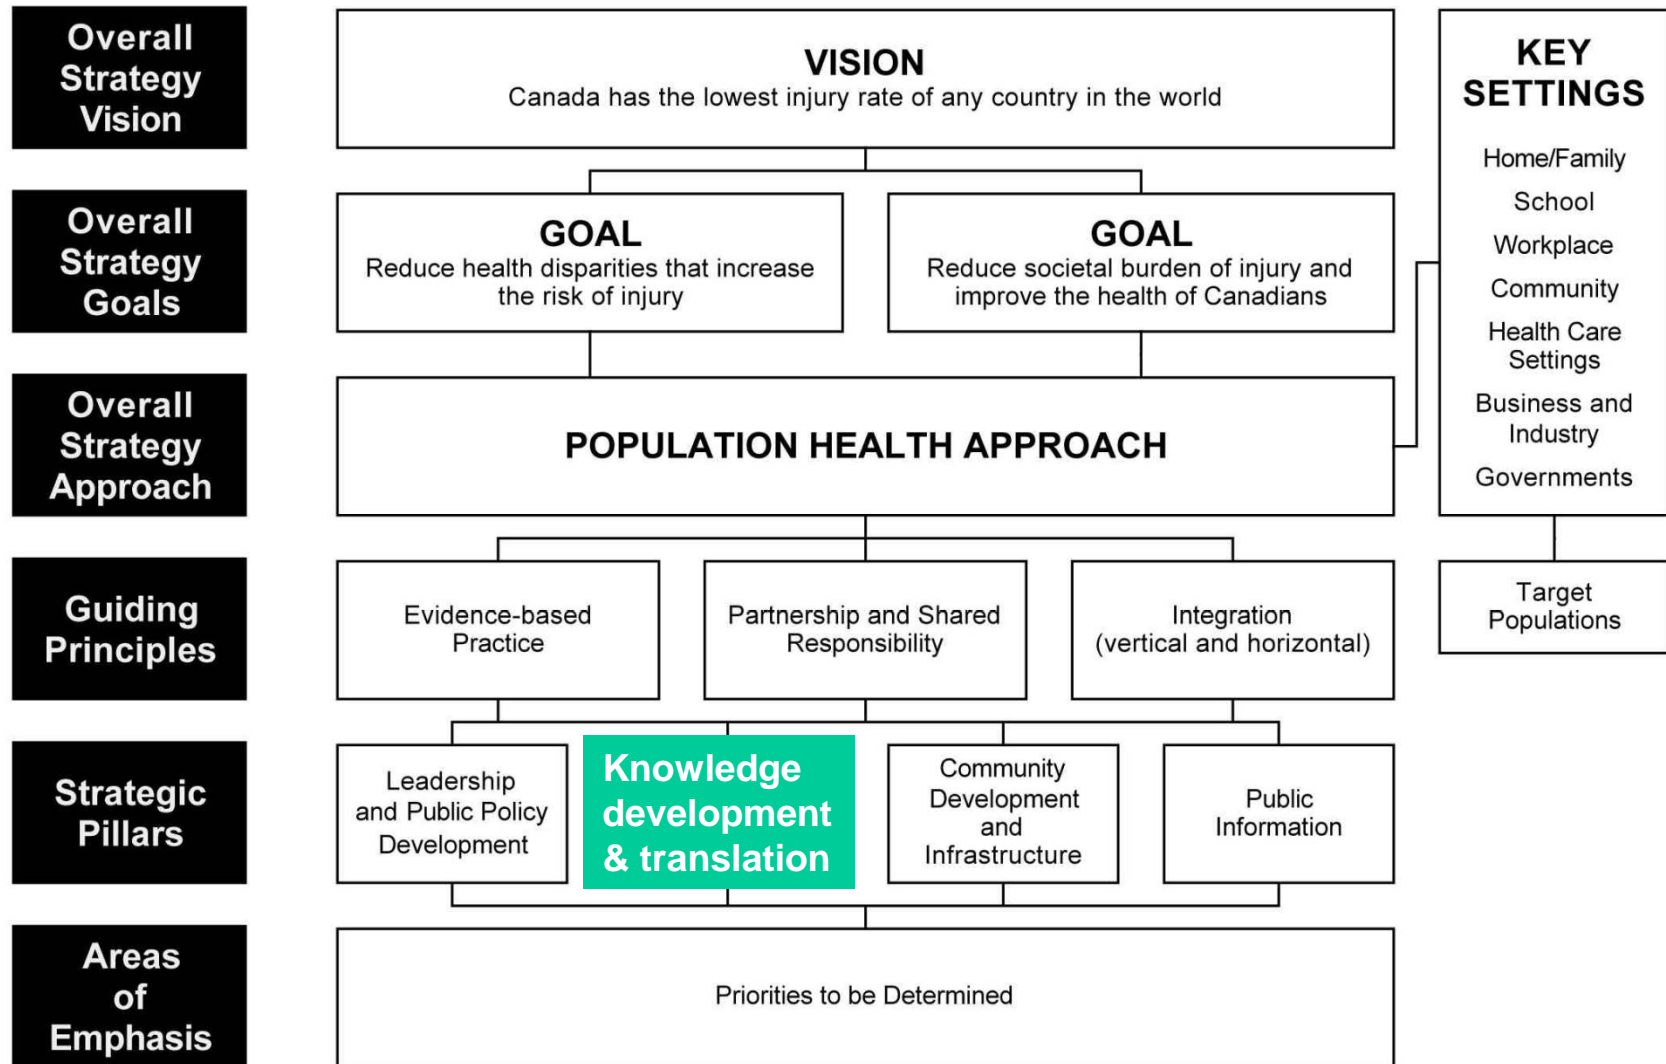 Overall
Strategy
Vision
VISION
Canada has the lowest injury rate of any country in the world
KEY
SETTINGS
Home/Family
School
Workplace
Community
Health Care
Settings
Business and
Industry
Governments
Overall
Strategy
Goals
GOAL
Reduce health disparities that increase
the risk of injury
GOAL
Reduce societal burden of injury and
improve the health of Canadians
Overall
Strategy
Approach
POPULATION HEALTH APPROACH
Guiding
Principles
Evidence-based
Practice
Partnership and Shared
Responsibility
Integration
(vertical and horizontal)
Target
Populations
Strategic
Pillars
Leadership
and Public Policy
Development
Knowledge
development
& translation
Community
Development
and
Infrastructure
Public
Information
Areas
of
Emphasis
Priorities to be Determined